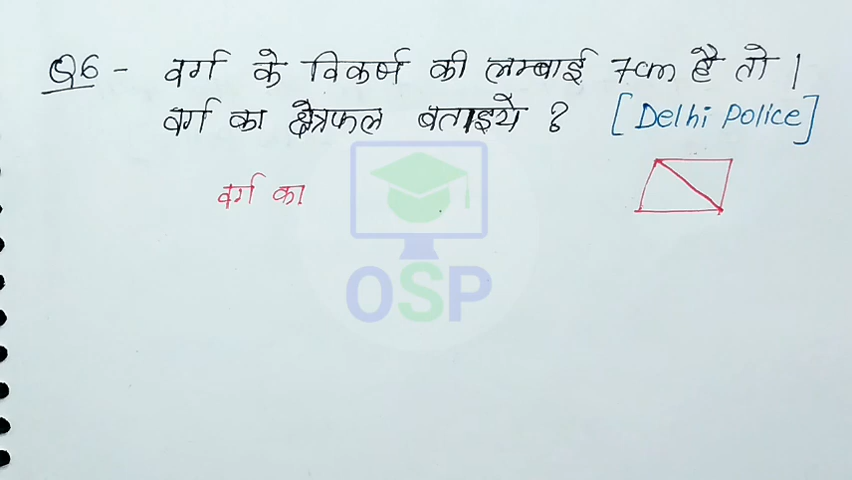 Q6 - वर्ग के विकर्ण की लम्बाई 7cm है तो |
वर्ग का क्षेत्रफल बताइये ? [Delhi Police]
वर्ग का
OSP